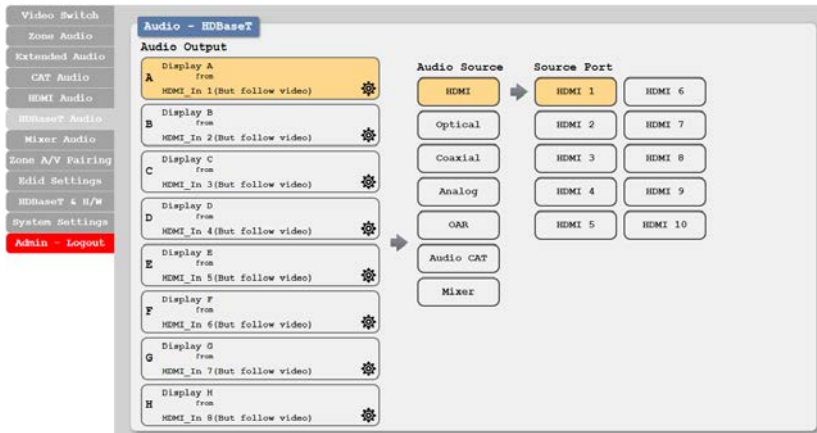 Video Switch
Zone Audio
Extended Audio
CAT Audio
HDMI Audio
HDBaseT Audio
Mixer Audio
Zone A/V Pairing
Edid Settings
HDBaseT & H/W
System Settings
Admin - Logout
Audio - HDBaseT
Audio Output
Display A
from
A
HDMI_In 1(But follow video)
Display B
from
B
HDMI_In 2(But follow video)
Display C
from
C
HDMI_In 3(But follow video)
Display D
from
D
HDMI_In 4(But follow video)
Display E
from
E
HDMI_In 5(But follow video)
Display F
from
F
HDMI_In 6(But follow video)
Display G
from
G
HDMI_In 7(But follow video)
Display H
from
H
HDMI_In 8(But follow video)
Audio Source
HDMI
Optical
Coaxial
Analog
OAR
Audio CAT
Mixer
Source Port
HDMI 1
HDMI 6
HDMI 2
HDMI 7
HDMI 3
HDMI 8
HDMI 4
HDMI 9
HDMI 5
HDMI 10